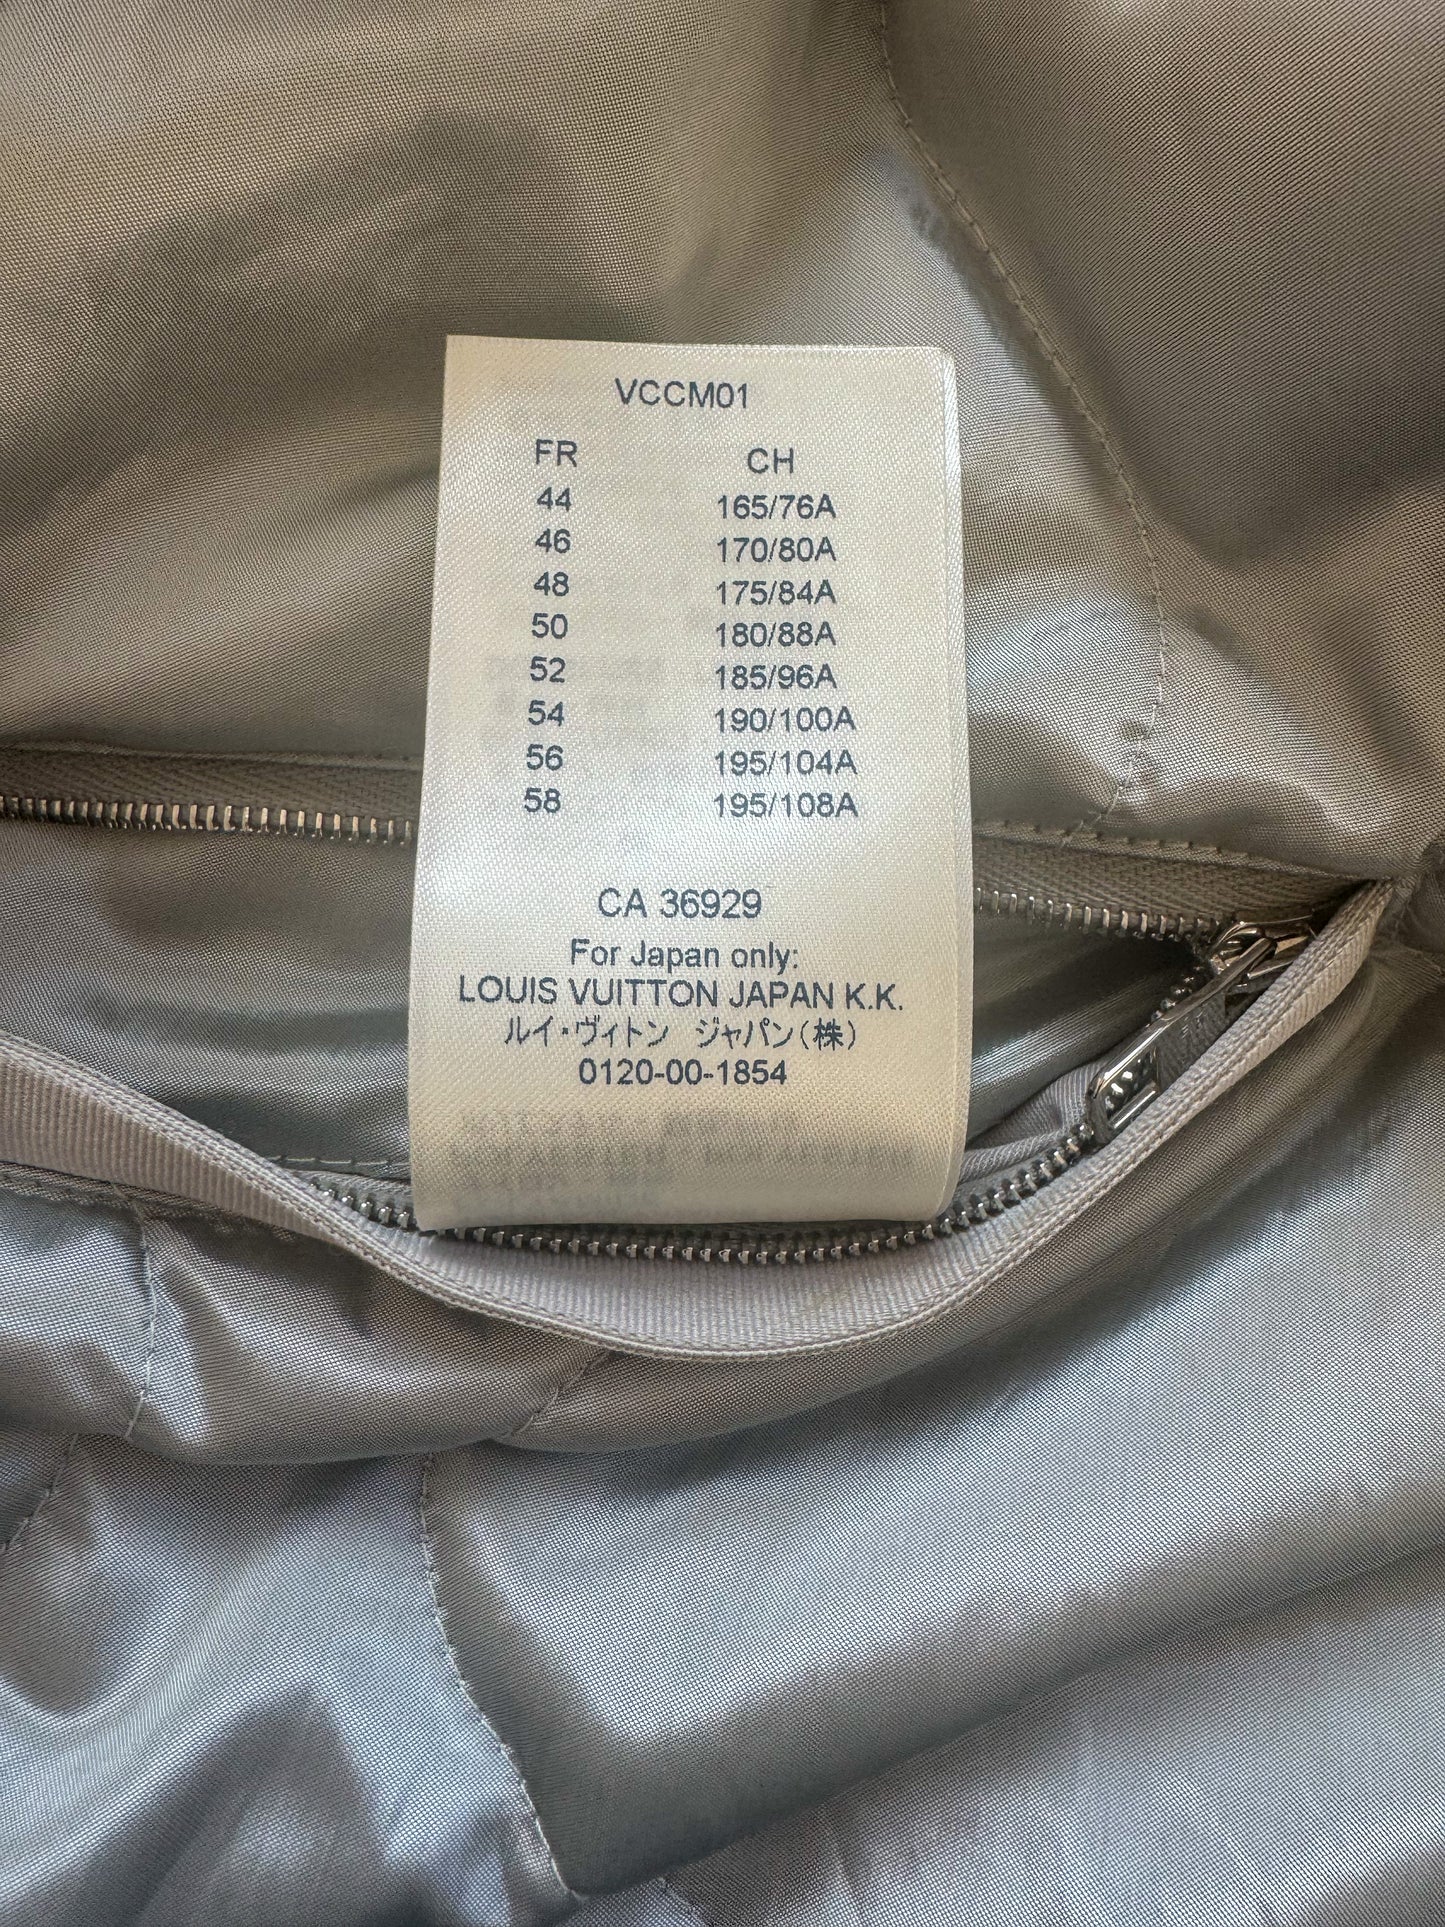 VCCM01
FR CH
44 165/76A
46 170/80A
48 175/84A
50 180/88A
52 185/96A
54 190/100A
56 195/104A
58 195/108A
CA 36929
For Japan only:
LOUIS VUITTON JAPAN K.K.
ルイ・ヴィトン ジャパン(株)
0120-00-1854